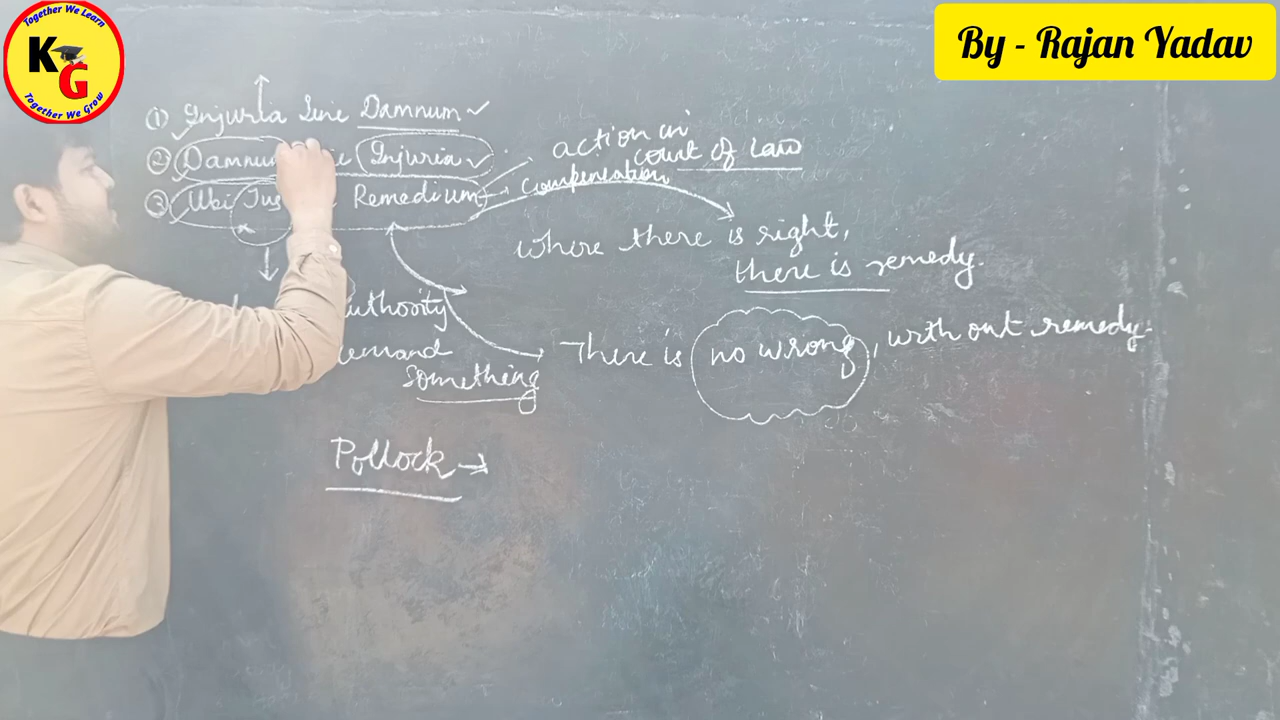 Together We Learn
KG
Together We Grow
By - Rajan Yadav
(1) Injuria Sine Damnum ✓
(2) Damnum Injuria ✓
(3) Ubi Jus Remedium
action in
court of law
compensation
where there is right,
there is remedy.
authority
demand
something
There is no wrong, without remedy.
Pollock →